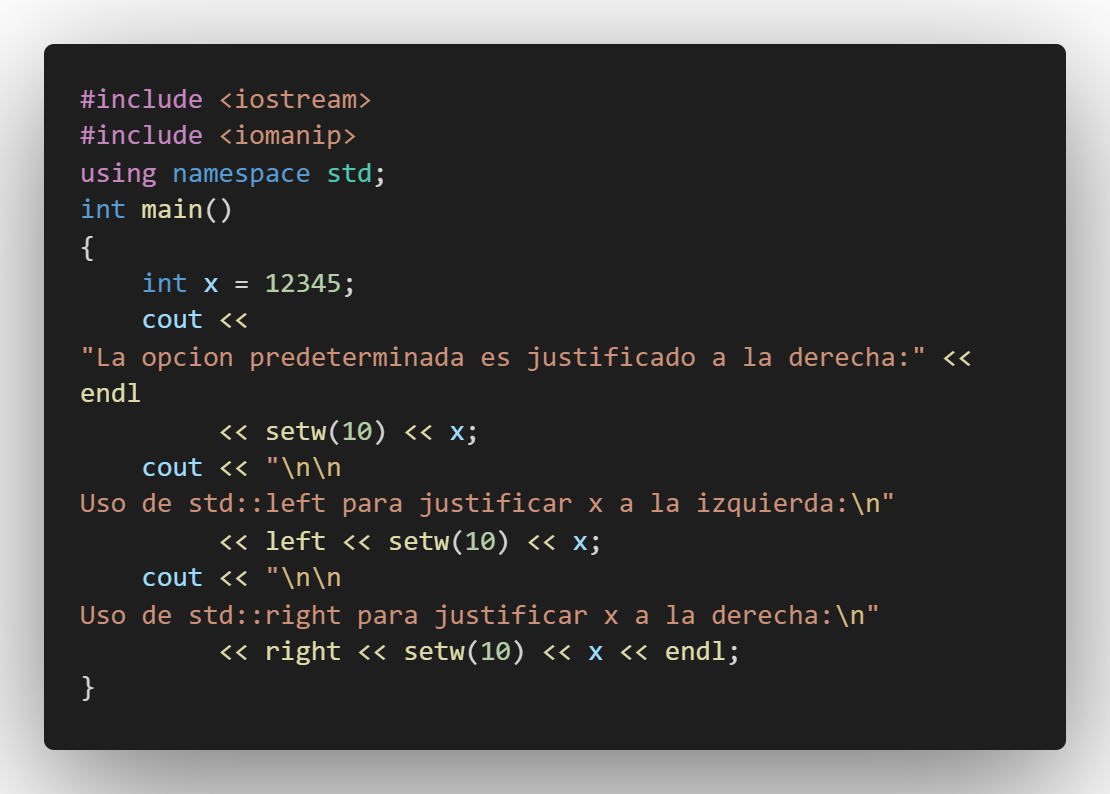 #include <iostream>
#include <iomanip>
using namespace std;
int main()
{
    int x = 12345;
    cout <<
"La opcion predeterminada es justificado a la derecha:" <<
endl
         << setw(10) << x;
    cout << "\n\n
Uso de std::left para justificar x a la izquierda:\n"
         << left << setw(10) << x;
    cout << "\n\n
Uso de std::right para justificar x a la derecha:\n"
         << right << setw(10) << x << endl;
}